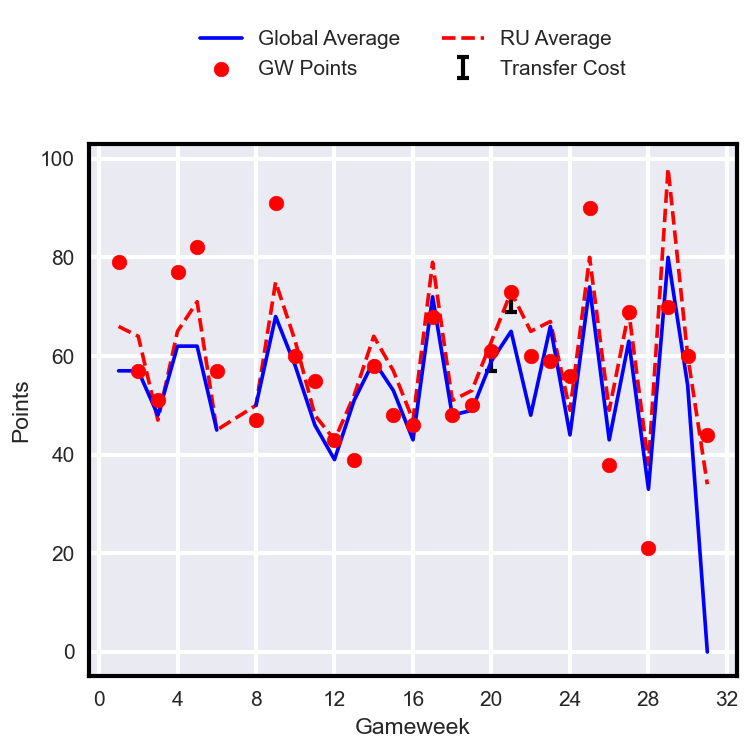 Global Average
RU Average
GW Points
Transfer Cost
100
80
60
40
20
0
Points
0 4 8 12 16 20 24 28 32
Gameweek